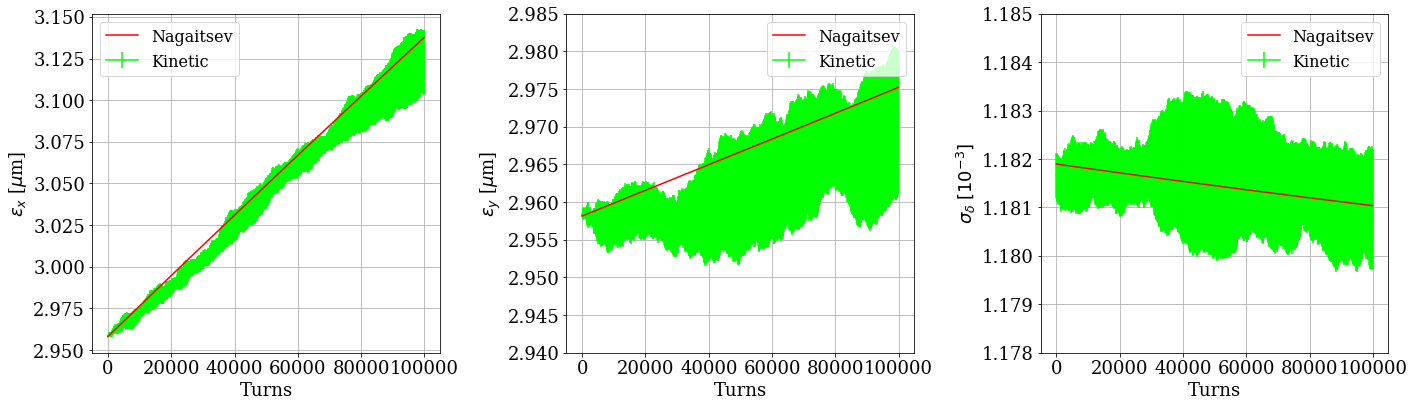 3.150
3.125
3.100
3.075
3.050
3.025
3.000
2.975
2.950
εx [μm]
Nagaitsev
Kinetic
0 20000 40000 60000 80000 100000
Turns
2.985
2.980
2.975
2.970
2.965
2.960
2.955
2.950
2.945
2.940
εy [μm]
Nagaitsev
Kinetic
0 20000 40000 60000 80000 100000
Turns
1.185
1.184
1.183
1.182
1.181
1.180
1.179
1.178
σδ [10⁻³]
Nagaitsev
Kinetic
0 20000 40000 60000 80000 100000
Turns